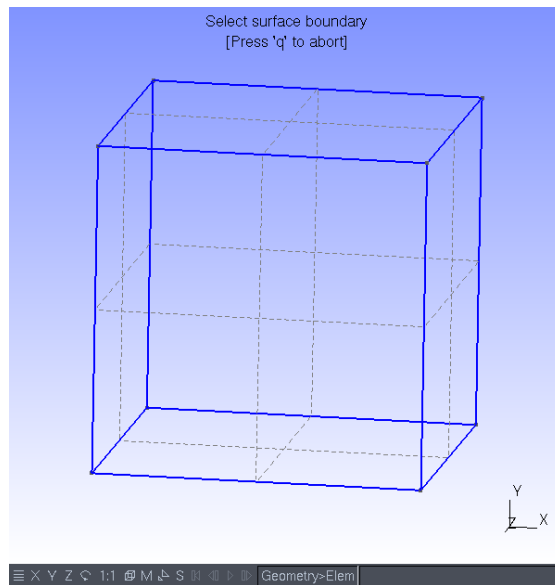 Select surface boundary
[Press 'q' to abort]
Y
Z X
X Y Z 1:1 M S Geometry>Elem